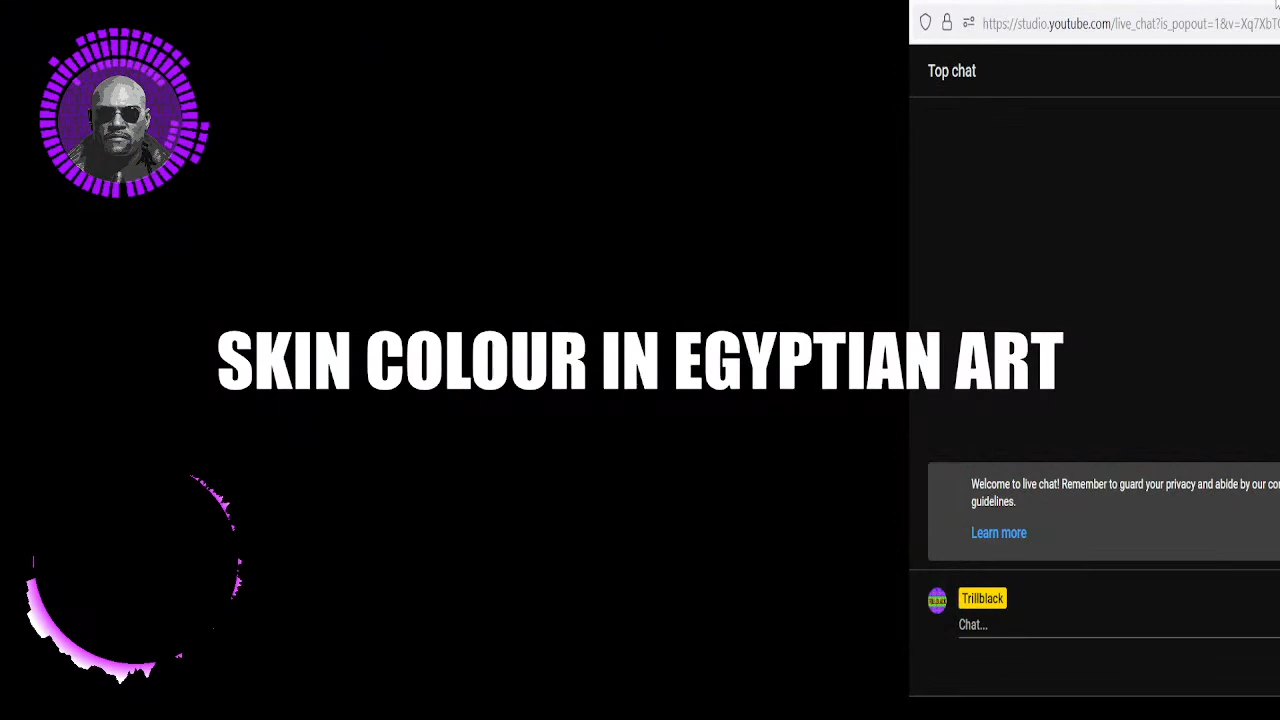 https://studio.youtube.com/live_chat?is_popout=1&v=Xq7XbT
Top chat
SKIN COLOUR IN EGYPTIAN ART
Welcome to live chat! Remember to guard your privacy and abide by our
guidelines.
Learn more
Trillblack
Chat...